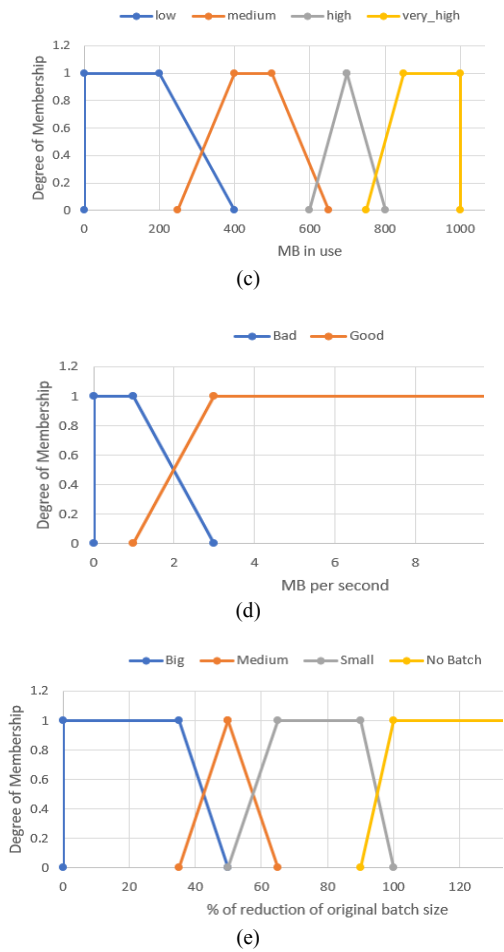 low medium high very_high
1.2
1
0.8
0.6
0.4
0.2
0
Degree of Membership
0 200 400 600 800 1000
MB in use
(c)
Bad Good
1.2
1
0.8
0.6
0.4
0.2
0
Degree of Membership
0 2 4 6 8
MB per second
(d)
Big Medium Small No Batch
1.2
1
0.8
0.6
0.4
0.2
0
Degree of Membership
0 20 40 60 80 100 120
% of reduction of original batch size
(e)